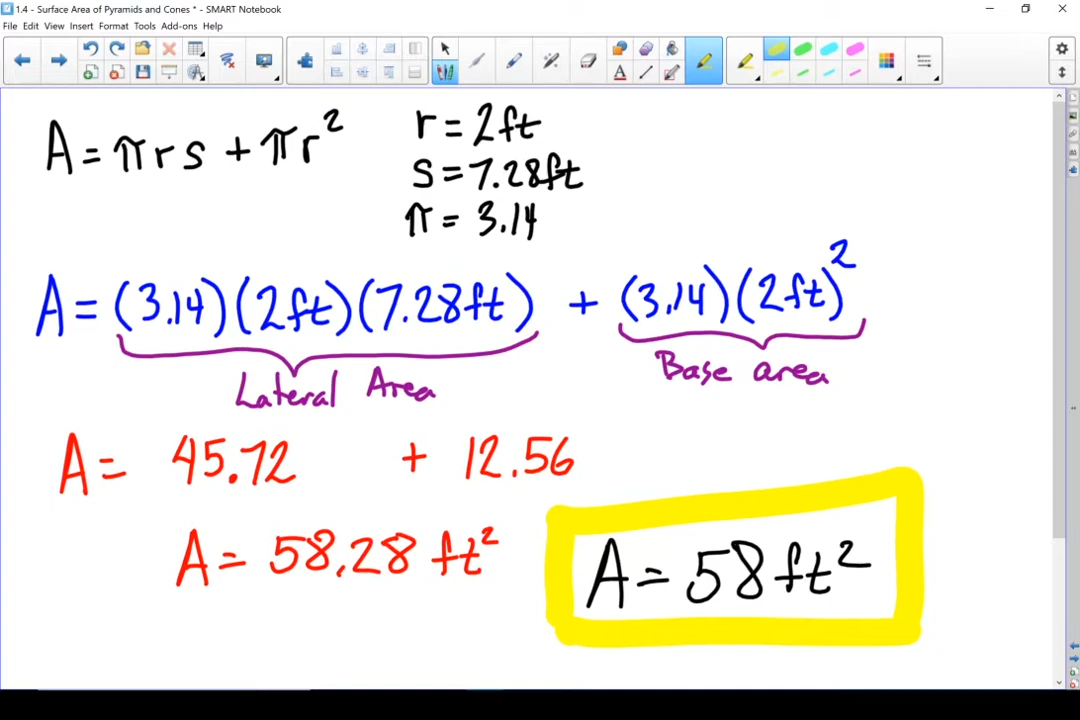 1.4 - Surface Area of Pyramids and Cones * - SMART Notebook
File Edit View Insert Format Tools Add-ons Help
A = πrs + πr²
r = 2ft
s = 7.28ft
π = 3.14
A = (3.14)(2ft)(7.28ft) + (3.14)(2ft)²
Lateral Area
Base area
A = 45.72 + 12.56
A = 58.28 ft²
A = 58ft²